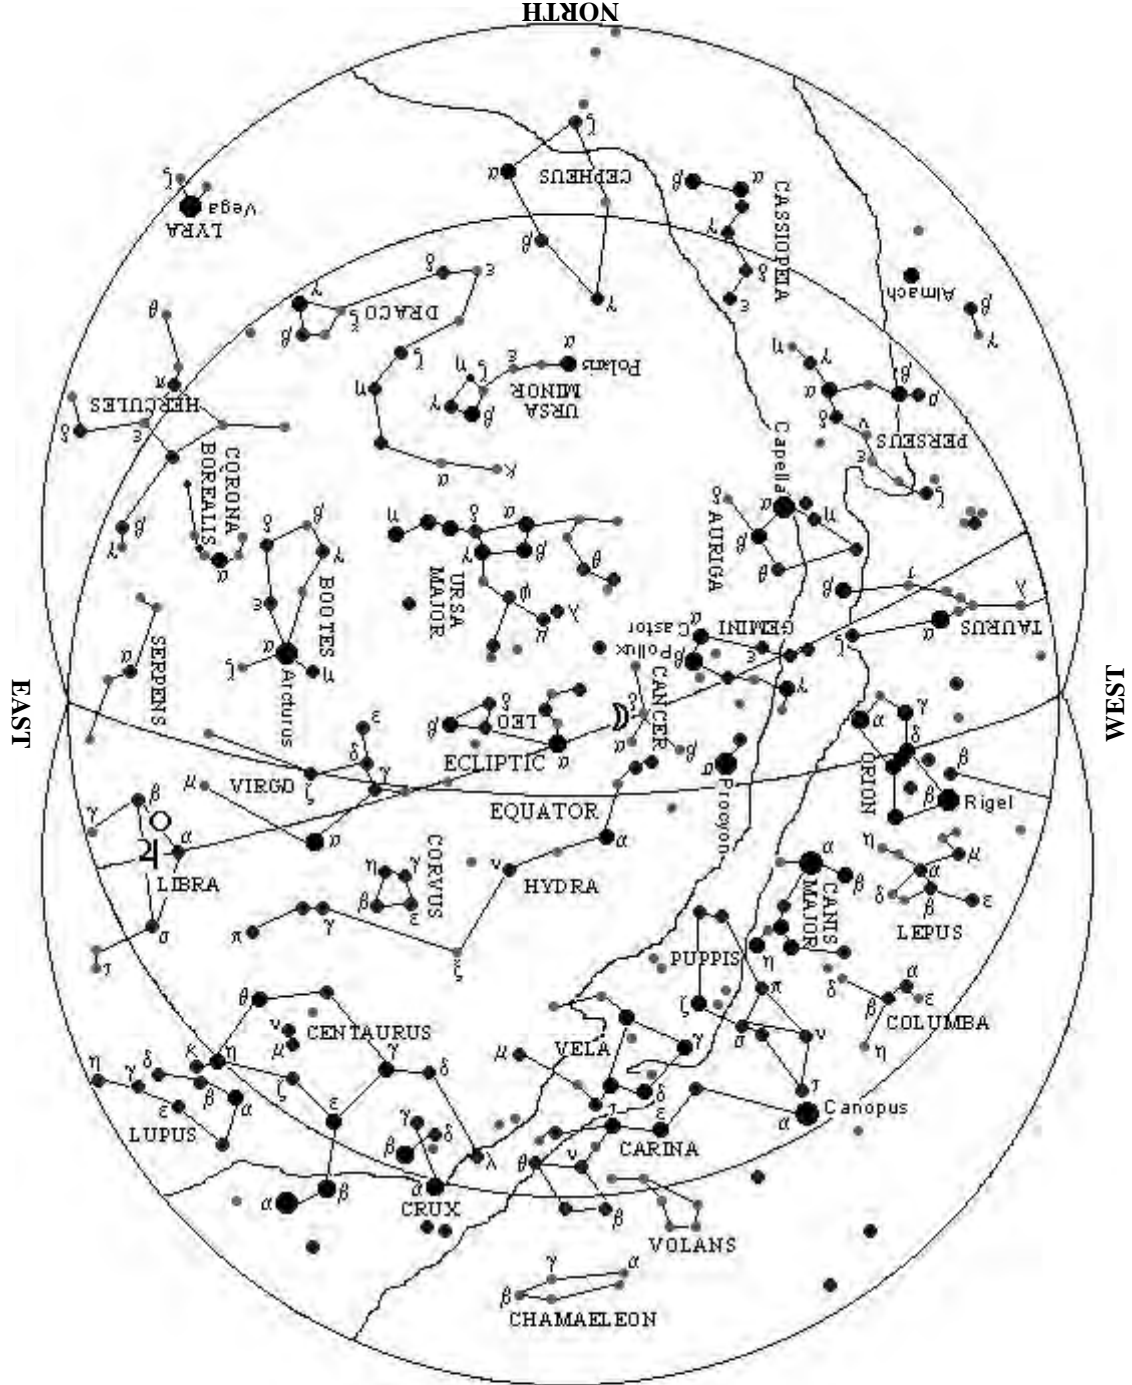 NORTH
ζ
α
CEPHEUS
β
γ
β
α
γ
δ
ε
CASSIOPEIA
ζ
Vega
LYRA
δ
ε
γ
ξ
β
DRACO
ζ
η
α
κ
α
Polaris
ε
ζ
η
γ
β
URSA
MINOR
Almach
β
γ
η
γ
α
β
ρ
δ
ν
ε
ζ
PERSEUS
θ
π
HERCULES
δ
ε
β
γ
CORONA
BOREALIS
α
δ
β
γ
ε
α
ζ
η
BOOTES
Arcturus
η
δ
α
γ
β
θ
ψ
λ
μ
URSA
MAJOR
Capella
δ
α
η
β
θ
AURIGA
β
τ
λ
α
ζ
TAURUS
α
Castor
β
Pollux
GEMINI
ε
γ
SERPENS
α
EAST
WEST
CANCER
δ
α
β
δ
β
LEO
α
ECLIPTIC
EQUATOR
ε
δ
γ
VIRGO
ζ
μ
α
γ
β
α
LIBRA
σ
τ
α
Procyon
α
γ
δ
ORION
β
β
Rigel
α
ν
HYDRA
γ
π
ξ
CORVUS
η
γ
β
ε
α
β
CANIS
MAJOR
η
η
μ
α
δ
β
ε
LEPUS
PUPPIS
π
ζ
σ
ν
τ
δ
α
β
ε
COLUMBA
η
θ
ν
μ
CENTAURUS
κ
η
γ
δ
ζ
ε
λ
α
β
VELA
μ
γ
δ
η
γ
δ
β
ε
α
LUPUS
γ
δ
β
α
CRUX
ι
ε
CARINA
α
Canopus
θ
υ
β
VOLANS
γ
α
β
CHAMAELEON